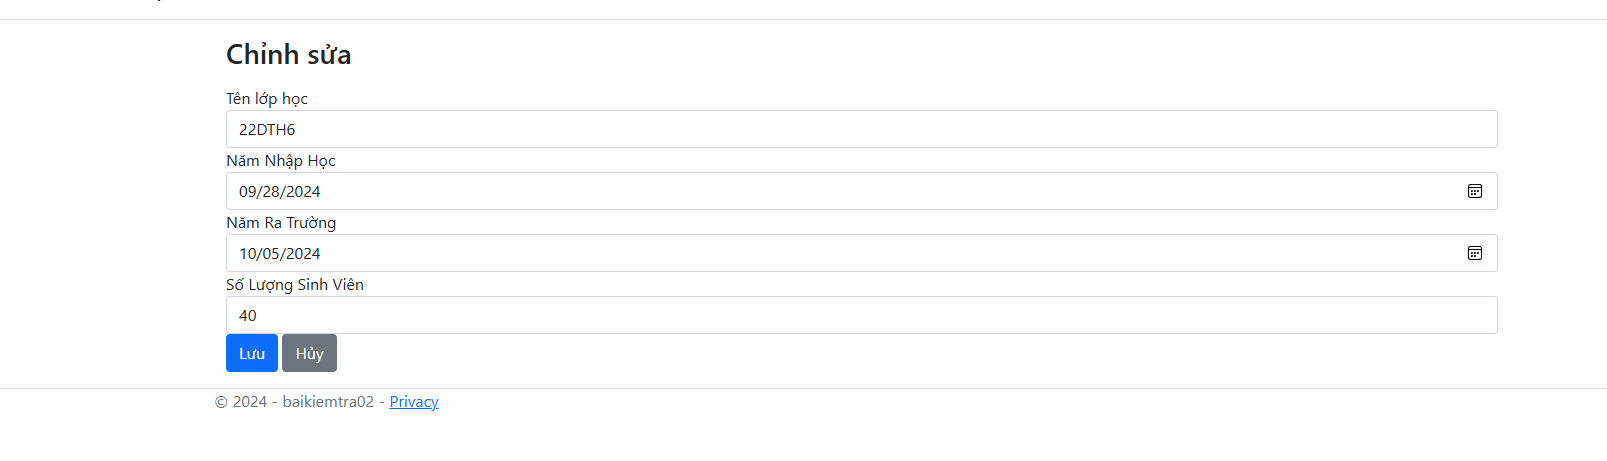 Chỉnh sửa
Tên lớp học
22DTH6
Năm Nhập Học
09/28/2024
Năm Ra Trường
10/05/2024
Số Lượng Sinh Viên
40
Lưu Hủy
© 2024 - baikiemtra02 - Privacy